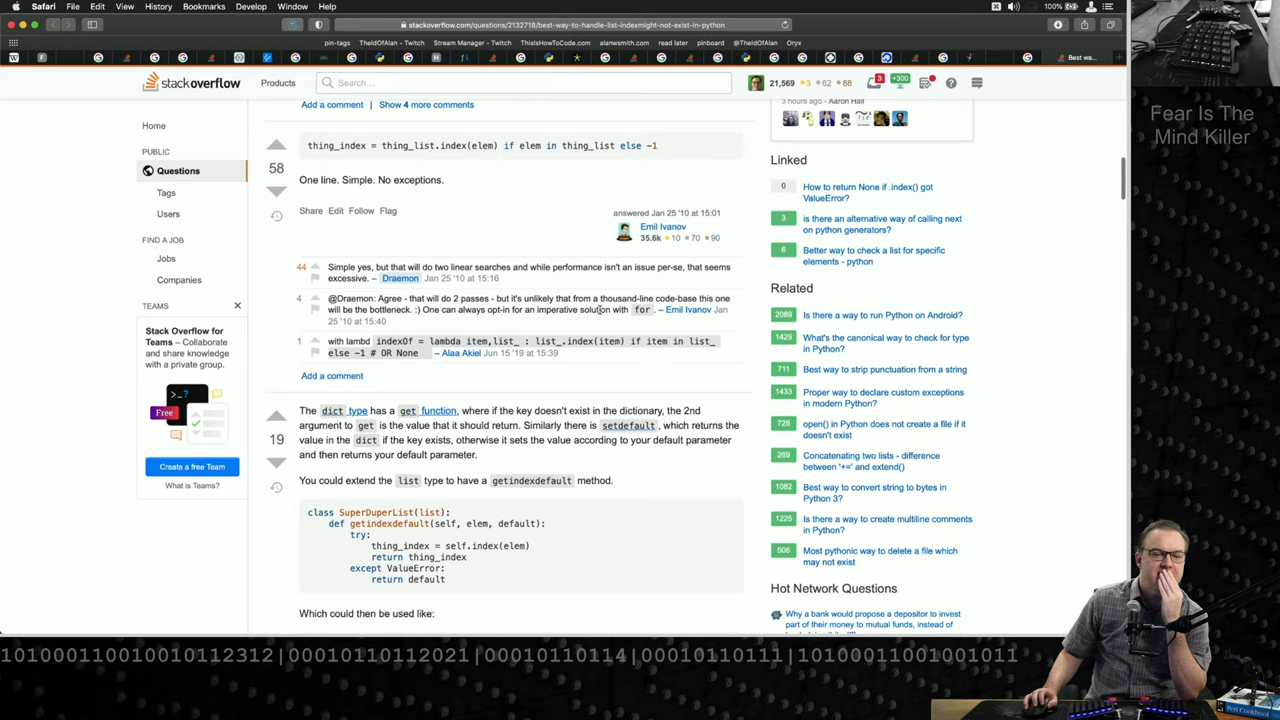 Safari File Edit View History Bookmarks Develop Window Help 100%
stackoverflow.com/questions/2132718/best-way-to-handle-list-indexmight-not-exist-in-python
pin-tags TheIdOfAlan - Twitch Stream Manager - Twitch ThisIsHowToCode.com alanwsmith.com read later pinboard @TheIdOfAlan Oryx
Best wa...
stackoverflow Products Search... 21,569 3 62 88 3 +300
Add a comment | Show 4 more comments
thing_index = thing_list.index(elem) if elem in thing_list else -1
58
One line. Simple. No exceptions.
Share Edit Follow Flag
answered Jan 25 '10 at 15:01
Emil Ivanov
35.6k 10 70 90
44 Simple yes, but that will do two linear searches and while performance isn't an issue per-se, that seems
excessive. – Draemon Jan 25 '10 at 15:16
4 @Draemon: Agree - that will do 2 passes - but it's unlikely that from a thousand-line code-base this one
will be the bottleneck. :) One can always opt-in for an imperative solution with for. – Emil Ivanov Jan
25 '10 at 15:40
1 with lambd indexOf = lambda item,list_ : list_.index(item) if item in list_
else -1 # OR None – Alaa Akiel Jun 15 '19 at 15:39
Add a comment
19
The dict type has a get function, where if the key doesn't exist in the dictionary, the 2nd
argument to get is the value that it should return. Similarly there is setdefault, which returns the
value in the dict if the key exists, otherwise it sets the value according to your default parameter
and then returns your default parameter.
You could extend the list type to have a getindexdefault method.
class SuperDuperList(list):
def getindexdefault(self, elem, default):
try:
thing_index = self.index(elem)
return thing_index
except ValueError:
return default
Which could then be used like:
Home
PUBLIC
Questions
Tags
Users
FIND A JOB
Jobs
Companies
TEAMS
Stack Overflow for
Teams – Collaborate
and share knowledge
with a private group.
>_?
Free
Create a free Team
What is Teams?
3 hours ago - Aaron Hall
Linked
0 How to return None if .index() got
ValueError?
3 is there an alternative way of calling next
on python generators?
6 Better way to check a list for specific
elements - python
Related
2089 Is there a way to run Python on Android?
1429 What's the canonical way to check for type
in Python?
711 Best way to strip punctuation from a string
1433 Proper way to declare custom exceptions
in modern Python?
728 open() in Python does not create a file if it
doesn't exist
269 Concatenating two lists - difference
between '+=' and extend()
1082 Best way to convert string to bytes in
Python 3?
1225 Is there a way to create multiline comments
in Python?
506 Most pythonic way to delete a file which
may not exist
Hot Network Questions
Why a bank would propose a depositor to invest
part of their money to mutual funds, instead of
Fear Is The
Mind Killer
Perl Cookbook